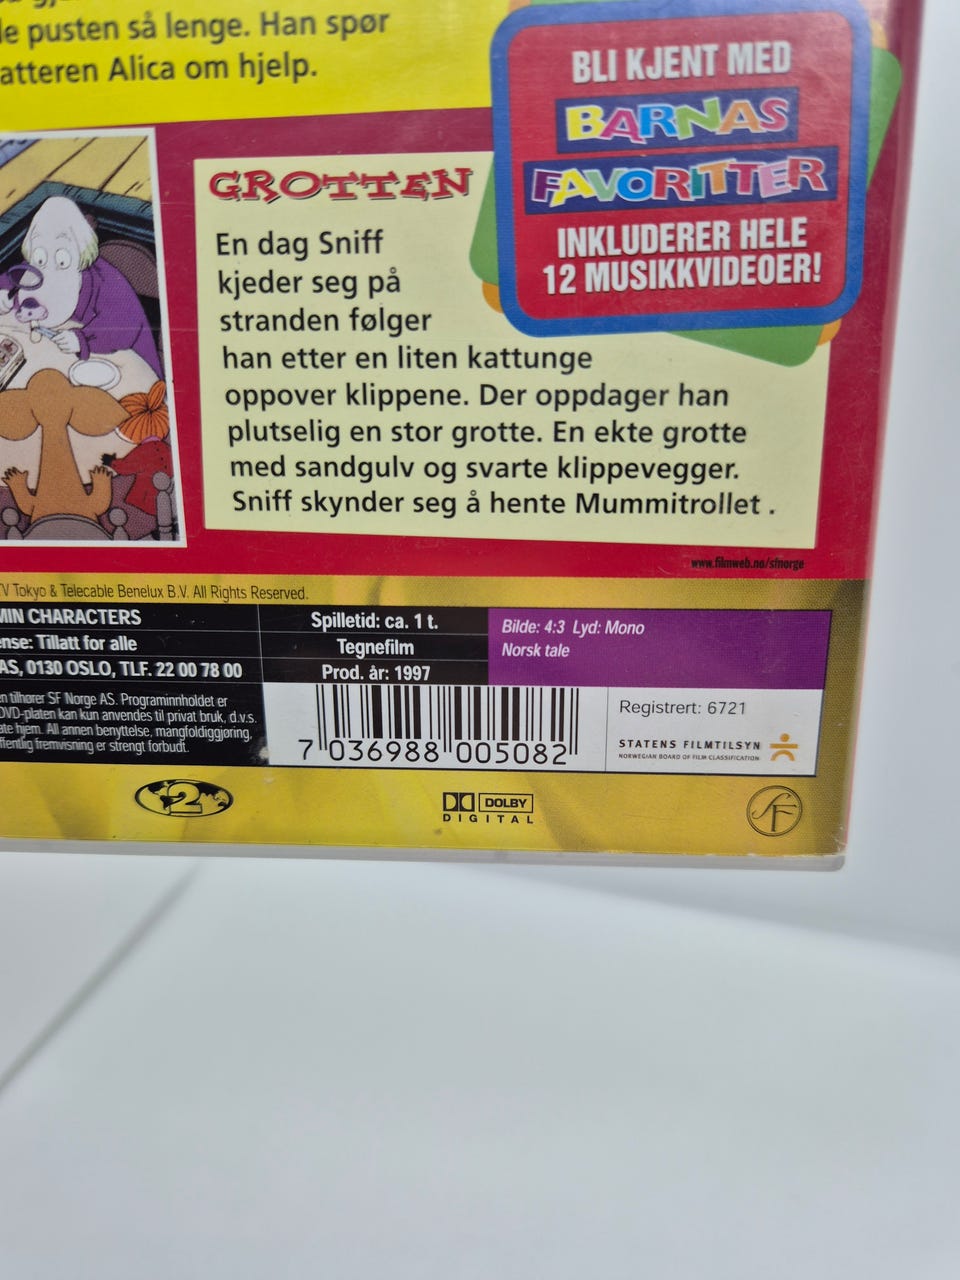 le pusten så lenge. Han spør
atteren Alica om hjelp.
BLI KJENT MED
BARNAS
FAVORITTER
INKLUDERER HELE
12 MUSIKKVIDEOER!
GROTTEN
En dag Sniff
kjeder seg på
stranden følger
han etter en liten kattunge
oppover klippene. Der oppdager han
plutselig en stor grotte. En ekte grotte
med sandgulv og svarte klippevegger.
Sniff skynder seg å hente Mummitrollet .
www.filmweb.no/sfnorge
TV Tokyo & Telecable Benelux B.V. All Rights Reserved.
MIN CHARACTERS
nse: Tillatt for alle
AS, 0130 OSLO, TLF. 22 00 78 00
en tilhører SF Norge AS. Programinnholdet er
DVD-platen kan kun anvendes til privat bruk, d.v.s.
ate hjem. All annen benyttelse, mangfoldiggjøring,
ffentlig fremvisning er strengt forbudt.
Spilletid: ca. 1 t.
Tegnefilm
Prod. år: 1997
Bilde: 4:3 Lyd: Mono
Norsk tale
7 036988 005082
Registrert: 6721
STATENS FILMTILSYN
NORWEGIAN BOARD OF FILM CLASSIFICATION
2
DOLBY
DIGITAL
SF